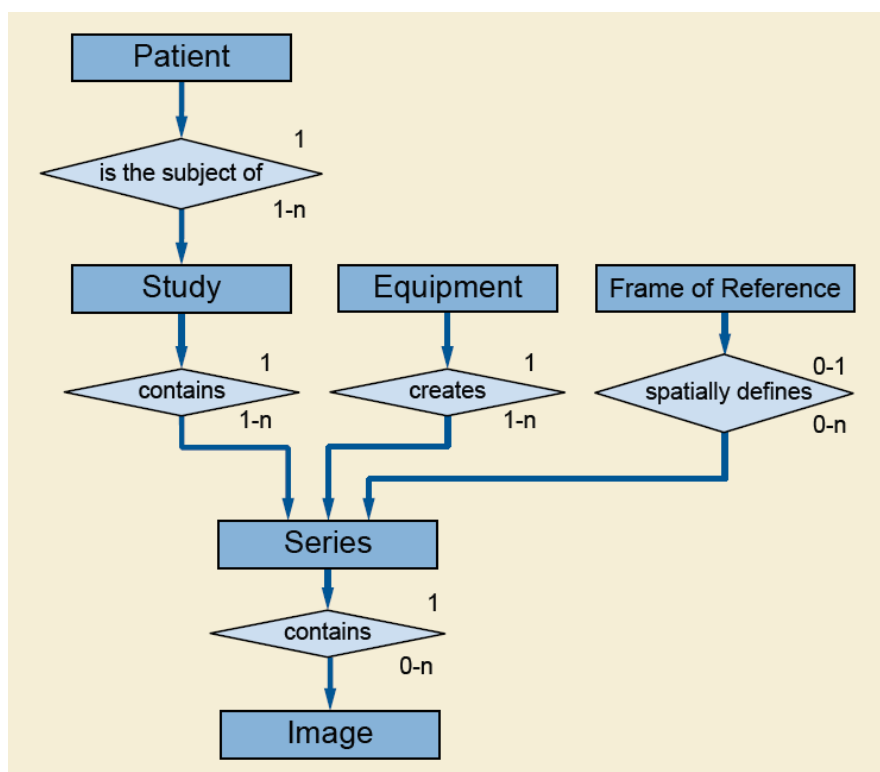 Patient
1
is the subject of
1-n
Study
Equipment
Frame of Reference
1
contains
1-n
1
creates
1-n
0-1
spatially defines
0-n
Series
1
contains
0-n
Image